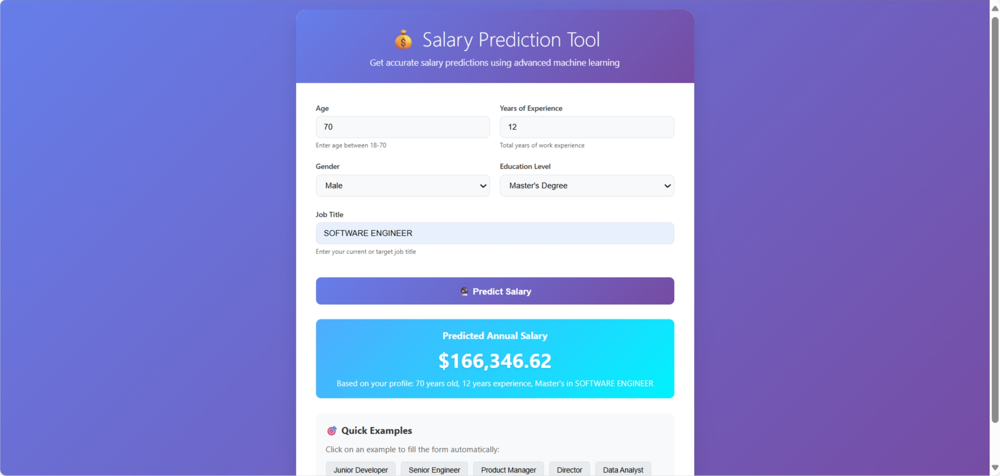 Salary Prediction Tool
Get accurate salary predictions using advanced machine learning
Age
Years of Experience
70
12
Enter age between 18-70
Total years of work experience
Gender
Education Level
Male
Master's Degree
Job Title
SOFTWARE ENGINEER
Enter your current or target job title
Predict Salary
Predicted Annual Salary
$166,346.62
Based on your profile: 70 years old, 12 years experience, Master's in SOFTWARE ENGINEER
Quick Examples
Click on an example to fill the form automatically:
Junior Developer
Senior Engineer
Product Manager
Director
Data Analyst